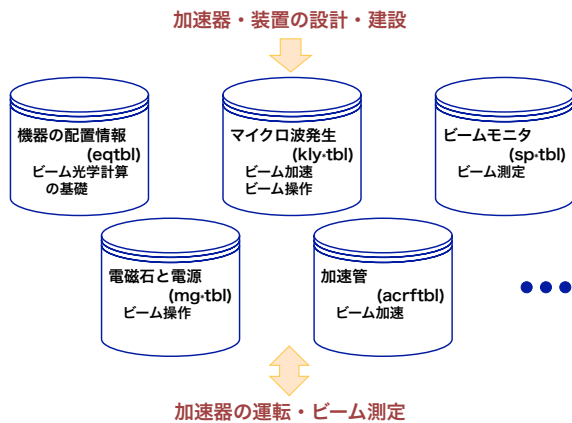 加速器・装置の設計・建設
機器の配置情報
(eqtbl)
ビーム光学計算
の基礎
マイクロ波発生
(kly*tbl)
ビーム加速
ビーム操作
ビームモニタ
(sp*tbl)
ビーム測定
電磁石と電源
(mg*tbl)
ビーム操作
加速管
(acrftbl)
ビーム加速
•••
加速器の運転・ビーム測定